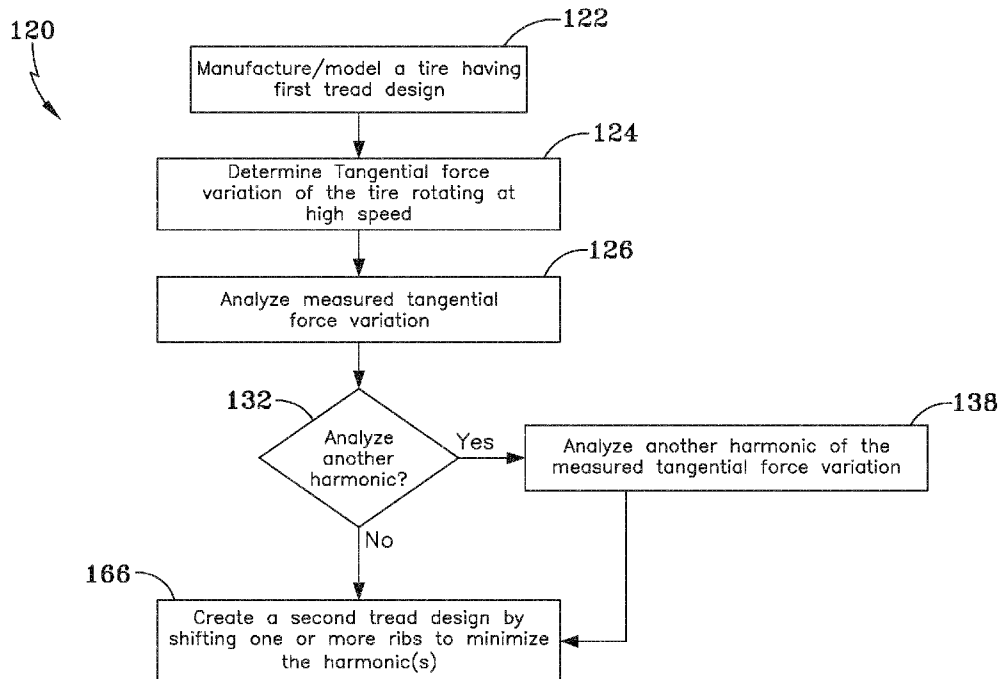 120
122
Manufacture/model a tire having
first tread design
124
Determine Tangential force
variation of the tire rotating at
high speed
126
Analyze measured tangential
force variation
132
Analyze
another
harmonic?
Yes
138
Analyze another harmonic of the
measured tangential force variation
No
166
Create a second tread design by
shifting one or more ribs to minimize
the harmonic(s)